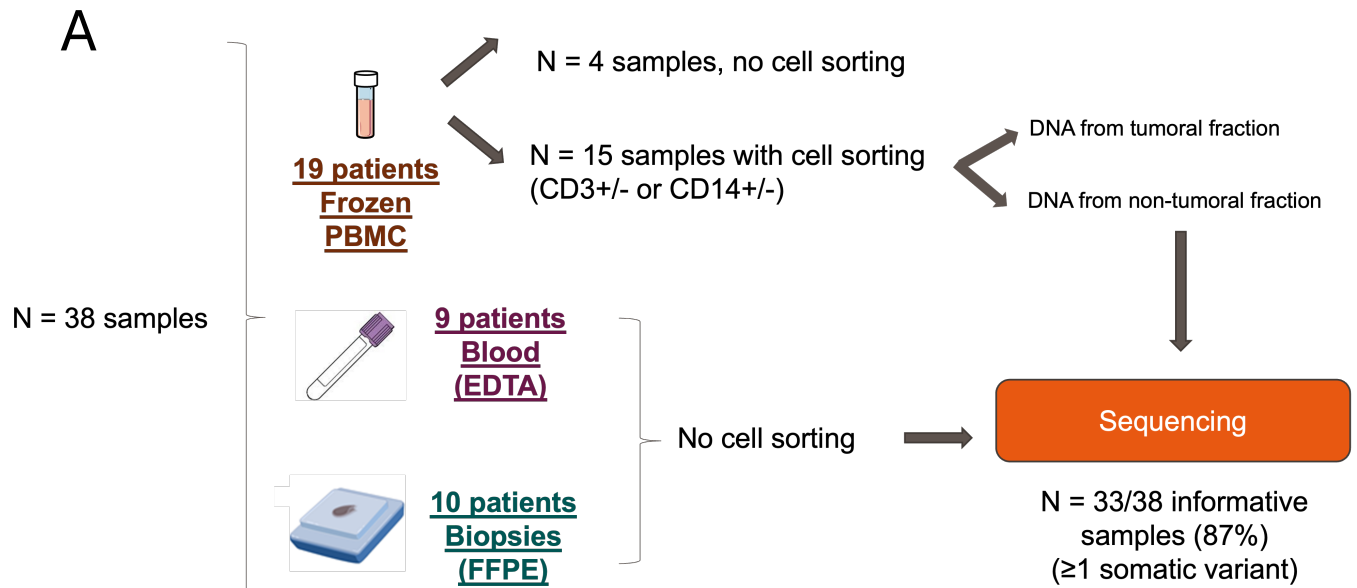 A
N = 4 samples, no cell sorting
19 patients
Frozen
PBMC
N = 15 samples with cell sorting
(CD3+/- or CD14+/-)
DNA from tumoral fraction
DNA from non-tumoral fraction
N = 38 samples
9 patients
Blood
(EDTA)
10 patients
Biopsies
(FFPE)
No cell sorting
Sequencing
N = 33/38 informative
samples (87%)
(≥1 somatic variant)